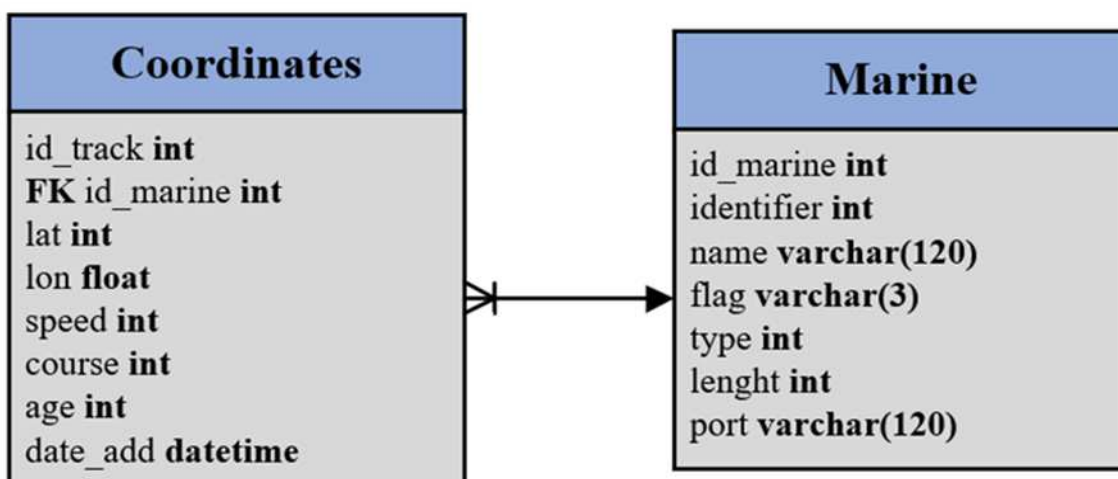 Coordinates
id_track int
FK id_marine int
lat int
lon float
speed int
course int
age int
date_add datetime
Marine
id_marine int
identifier int
name varchar(120)
flag varchar(3)
type int
lenght int
port varchar(120)